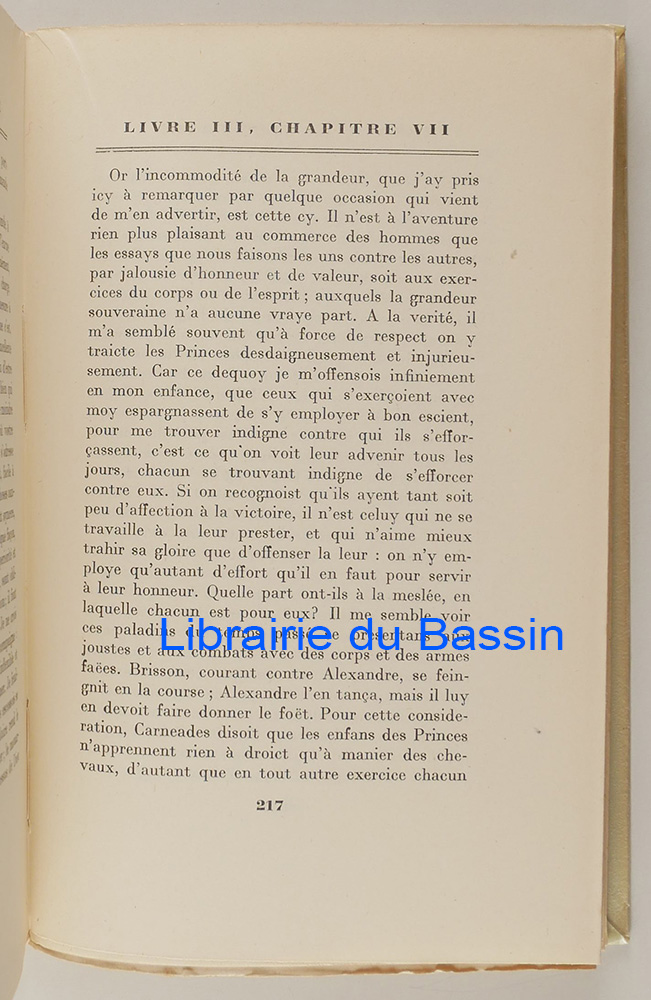 LIVRE III, CHAPITRE VII
Or l'incommodité de la grandeur, que j'ay pris
icy à remarquer par quelque occasion qui vient
de m'en advertir, est cette cy. Il n'est à l'aventure
rien plus plaisant au commerce des hommes que
les essays que nous faisons les uns contre les autres,
par jalousie d'honneur et de valeur, soit aux exer-
cices du corps ou de l'esprit ; auxquels la grandeur
souveraine n'a aucune vraye part. A la verité, il
m'a semblé souvent qu'à force de respect on y
traicte les Princes desdaigneusement et injurieu-
sement. Car ce dequoy je m'offensois infiniement
en mon enfance, que ceux qui s'exerçoient avec
moy espargnassent de s'y employer à bon escient,
pour me trouver indigne contre qui ils s'effor-
çassent, c'est ce qu'on voit leur advenir tous les
jours, chacun se trouvant indigne de s'efforcer
contre eux. Si on recognoist qu'ils ayent tant soit
peu d'affection à la victoire, il n'est celuy qui ne se
travaille à la leur prester, et qui n'aime mieux
trahir sa gloire que d'offenser la leur : on n'y em-
ploye qu'autant d'effort qu'il en faut pour servir
à leur honneur. Quelle part ont-ils à la meslée, en
laquelle chacun est pour eux? Il me semble voir
ces paladins du temps passé se presentans aux
joustes et aux combats avec des corps et des armes
faëes. Brisson, courant contre Alexandre, se fein-
gnit en la course ; Alexandre l'en tança, mais il luy
en devoit faire donner le foët. Pour cette conside-
ration, Carneades disoit que les enfans des Princes
n'apprennent rien à droict qu'à manier des che-
vaux, d'autant que en tout autre exercice chacun
217
Librairie du Bassin